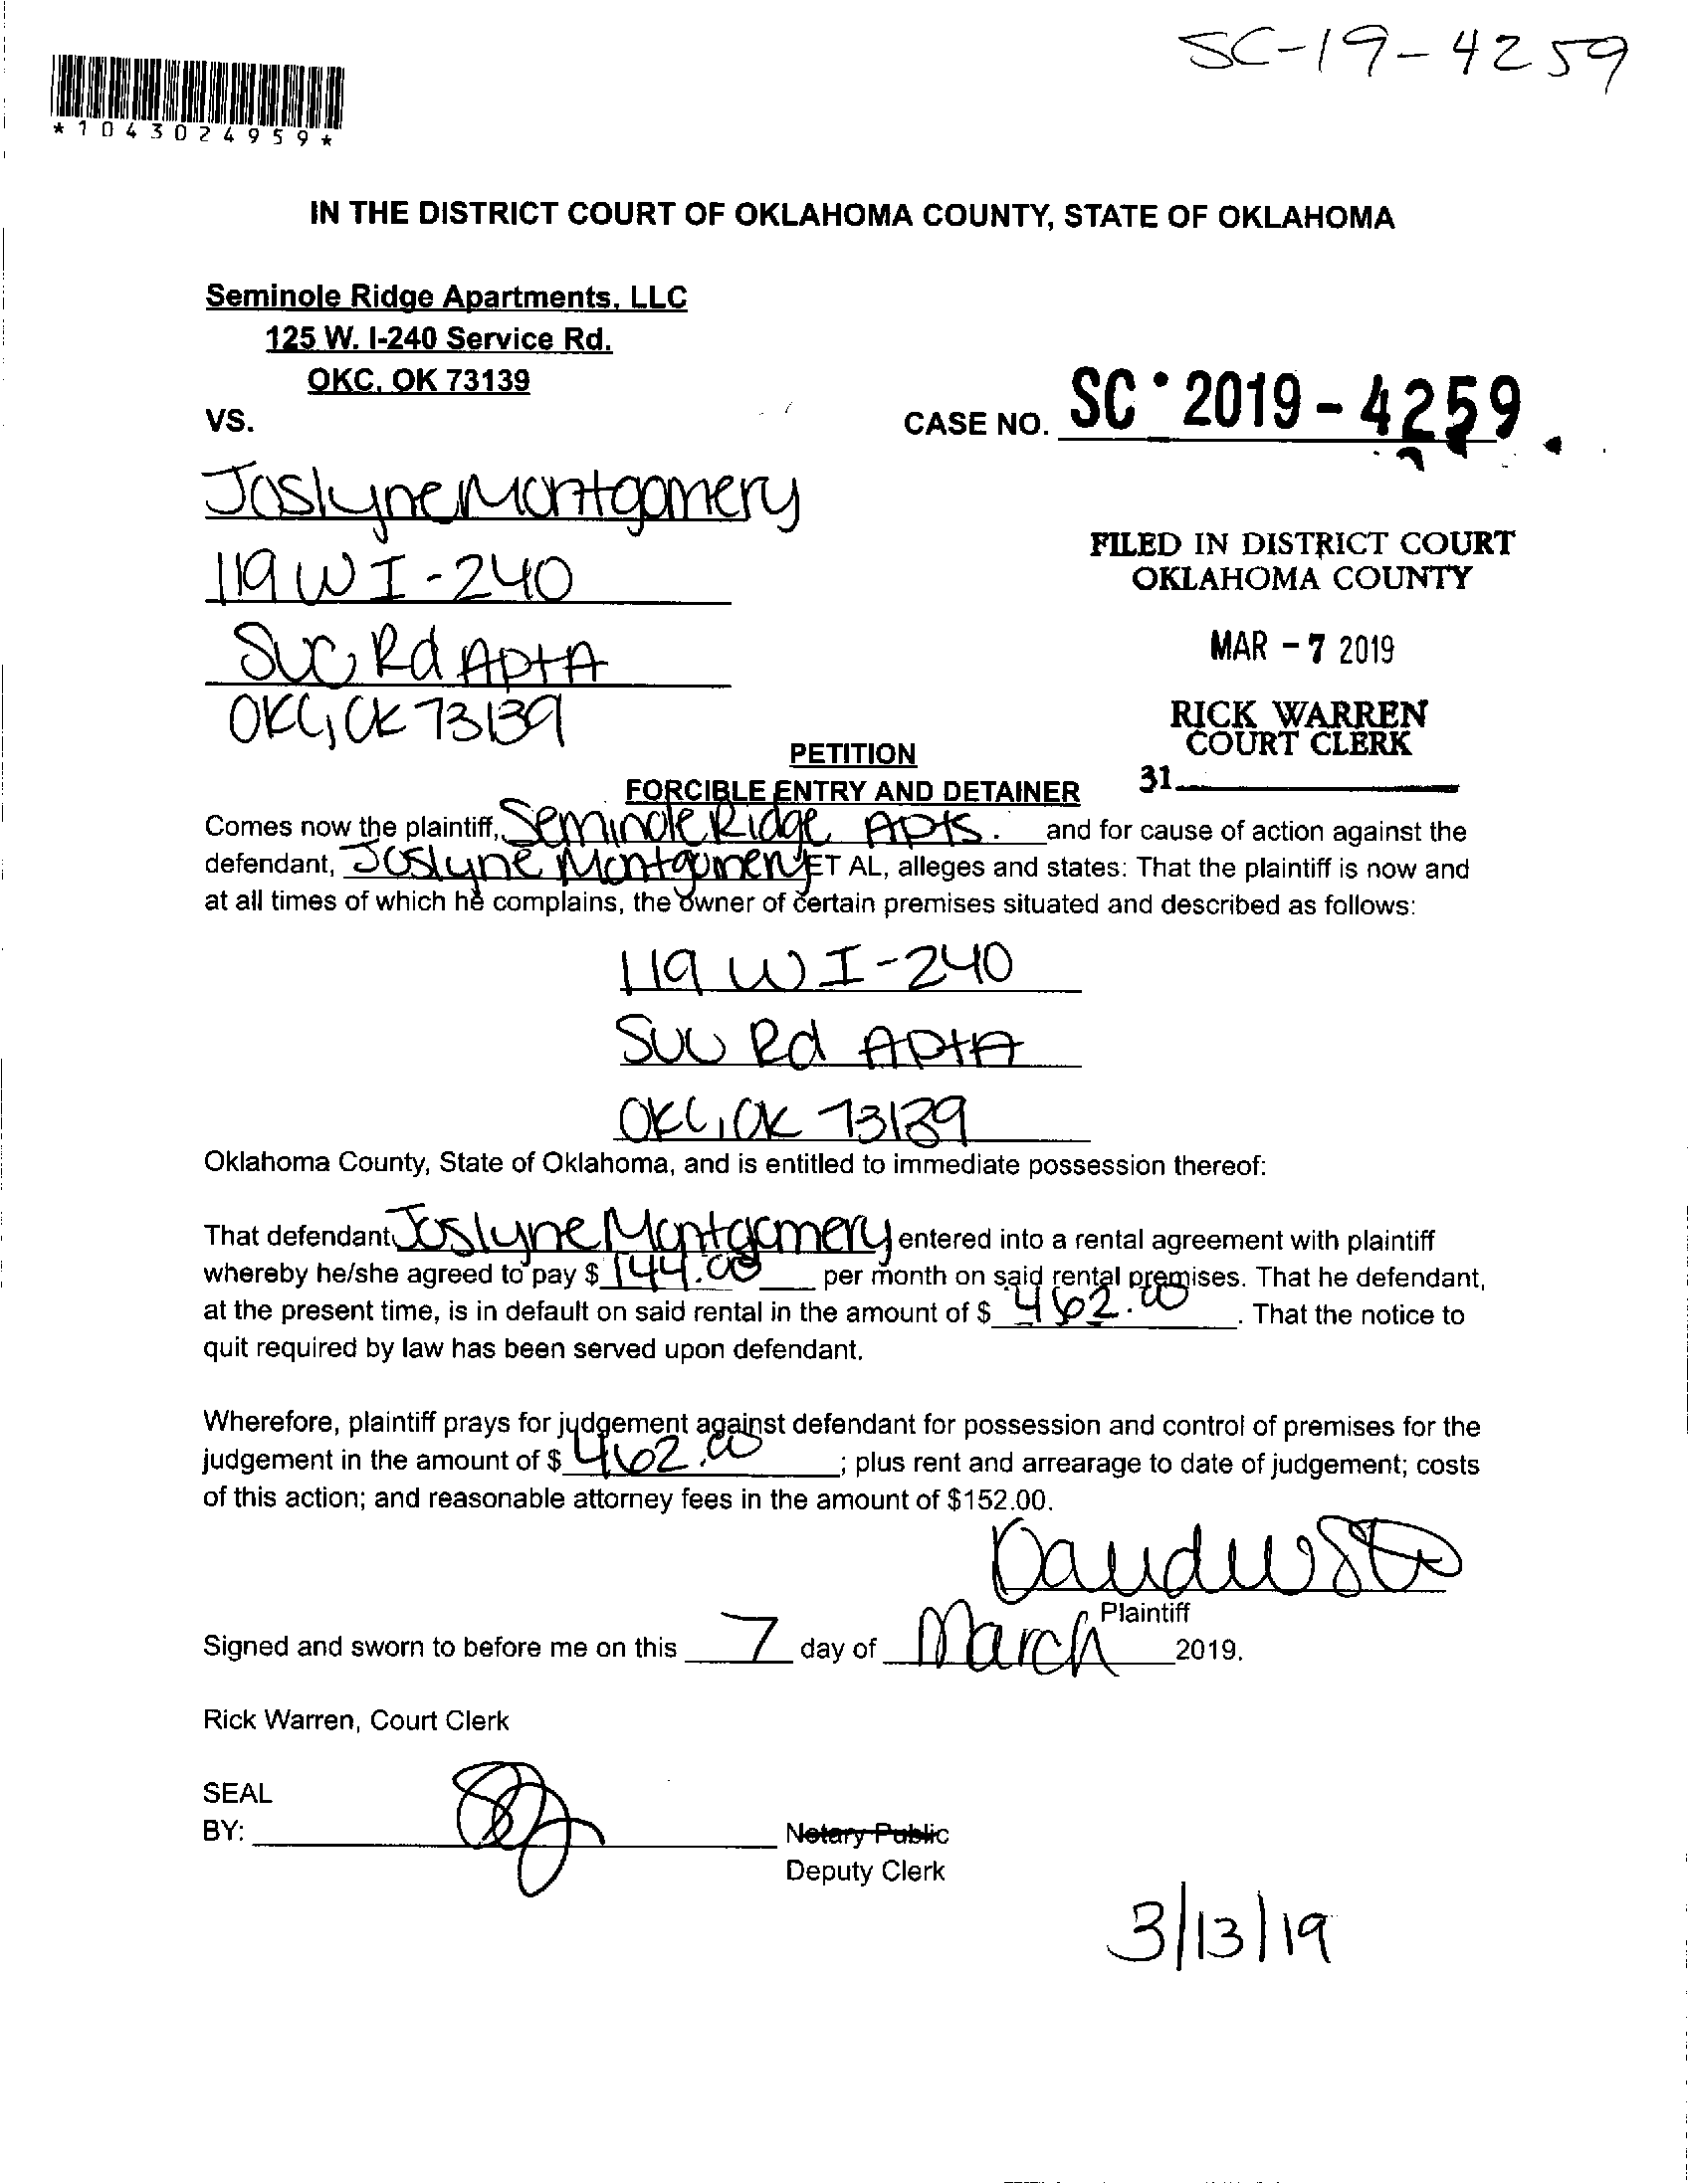 SC-19-4259
*1043024959*
IN THE DISTRICT COURT OF OKLAHOMA COUNTY, STATE OF OKLAHOMA
Seminole Ridge Apartments, LLC
125 W. I-240 Service Rd.
OKC, OK 73139
VS.
CASE NO. SC 2019-4259
Joslyne Montgomery
119 W I-240
Svc Rd Apt A
OKC, OK 73139
FILED IN DISTRICT COURT
OKLAHOMA COUNTY
MAR - 7 2019
RICK WARREN
COURT CLERK
31
PETITION
FORCIBLE ENTRY AND DETAINER
Comes now the plaintiff, Seminole Ridge Apts. and for cause of action against the
defendant, Joslyne Montgomery ET AL, alleges and states: That the plaintiff is now and
at all times of which he complains, the owner of certain premises situated and described as follows:
119 W I-240
Svc Rd Apt A
OKC, OK 73139
Oklahoma County, State of Oklahoma, and is entitled to immediate possession thereof:
That defendant Joslyne Montgomery entered into a rental agreement with plaintiff
whereby he/she agreed to pay $ 144.00 per month on said rental premises. That he defendant,
at the present time, is in default on said rental in the amount of $ 462.00. That the notice to
quit required by law has been served upon defendant.
Wherefore, plaintiff prays for judgement against defendant for possession and control of premises for the
judgement in the amount of $ 462.00; plus rent and arrearage to date of judgement; costs
of this action; and reasonable attorney fees in the amount of $152.00.
Plaintiff
Signed and sworn to before me on this 7 day of March 2019.
Rick Warren, Court Clerk
SEAL
BY:
Notary Public
Deputy Clerk
3/13/19